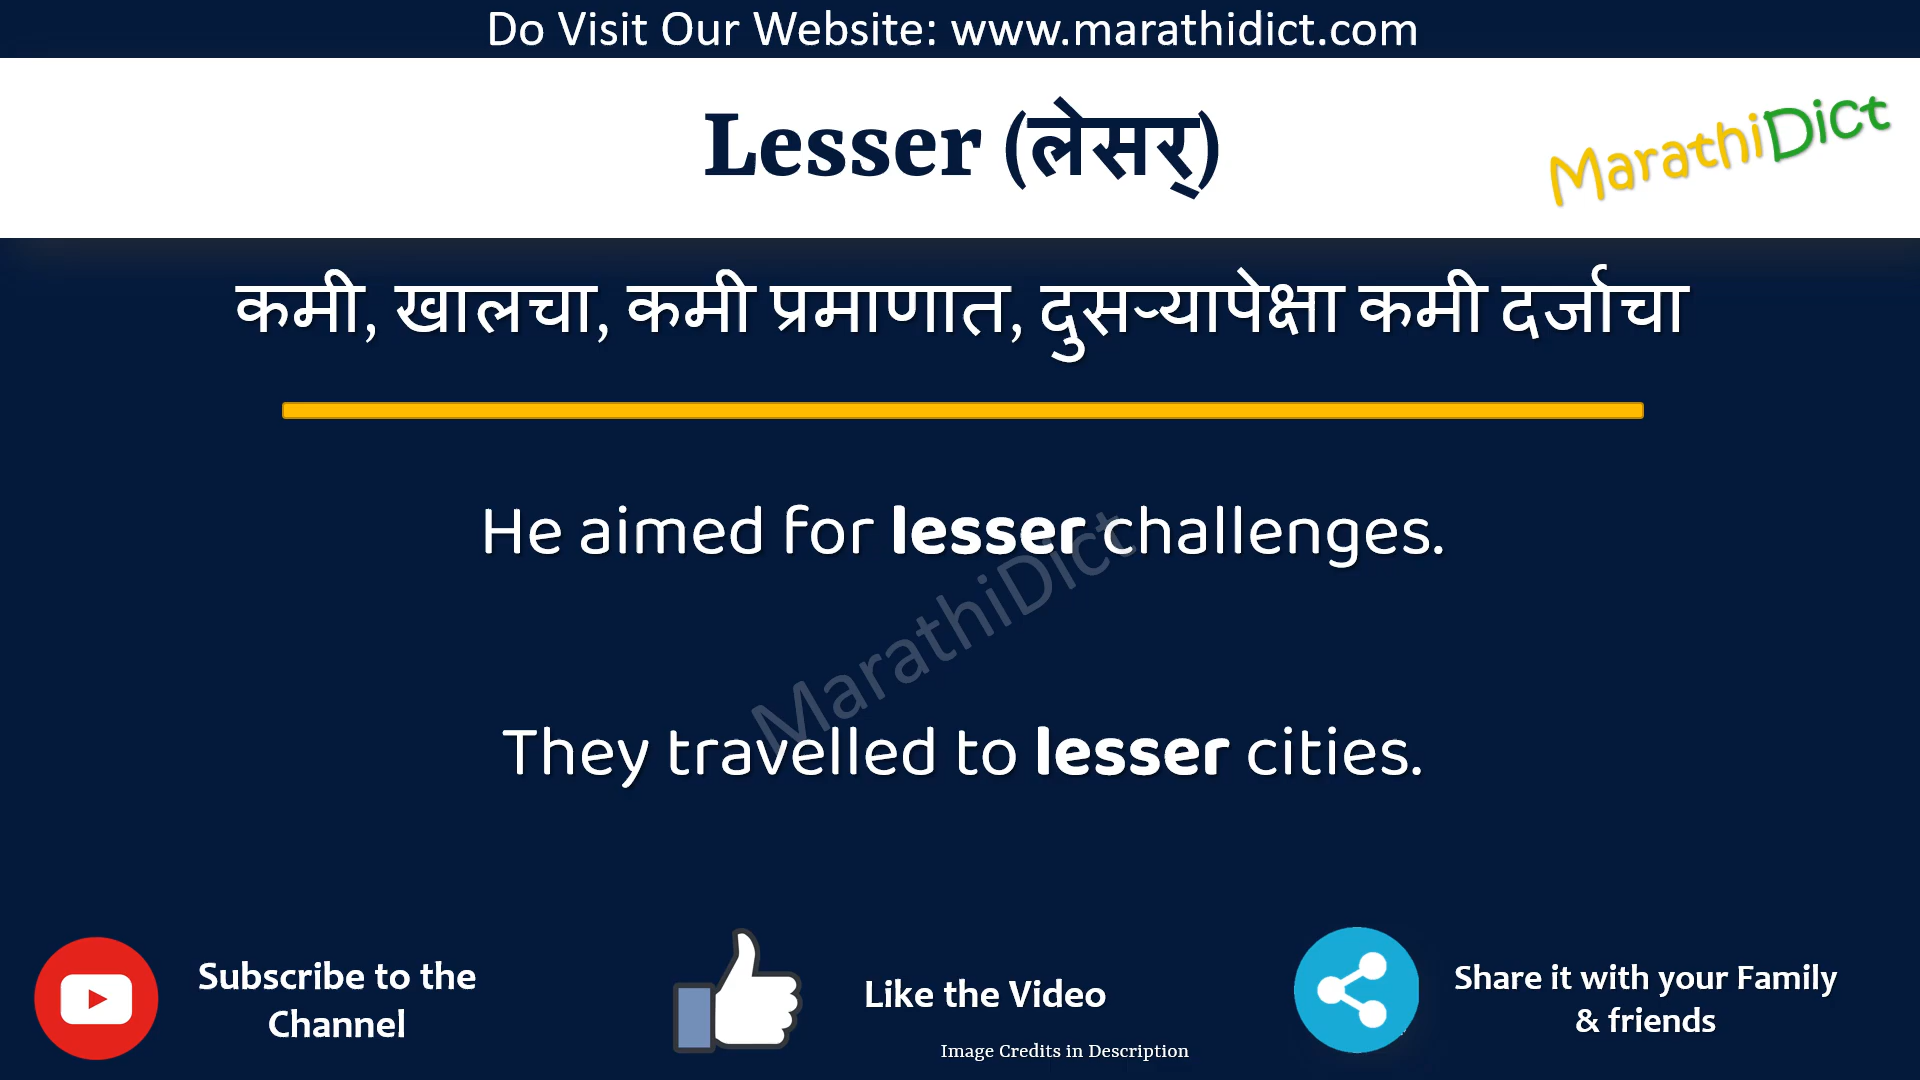 Do Visit Our Website: www.marathidict.com
Lesser (लेसर्)
MarathiDict
कमी, खालचा, कमी प्रमाणात, दुसऱ्यापेक्षा कमी दर्जाचा
He aimed for lesser challenges.
MarathiDict
They travelled to lesser cities.
Subscribe to the
Channel
Like the Video
Share it with your Family
& friends
Image Credits in Description